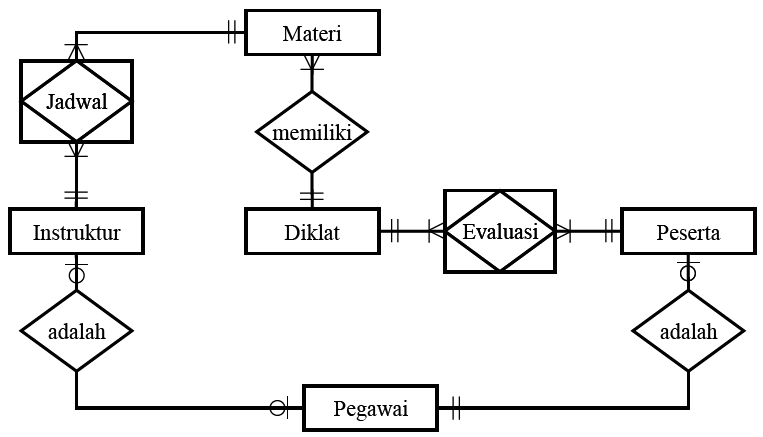 Materi
Jadwal
memiliki
Instruktur
Diklat
Evaluasi
Peserta
adalah
adalah
Pegawai